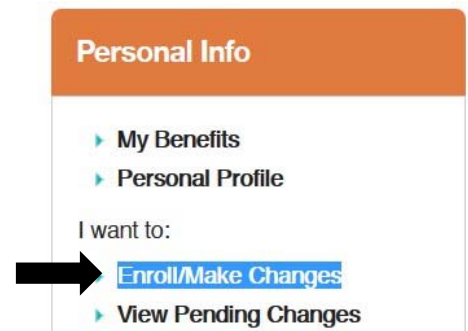 Personal Info
My Benefits
Personal Profile
I want to:
Enroll/Make Changes
View Pending Changes